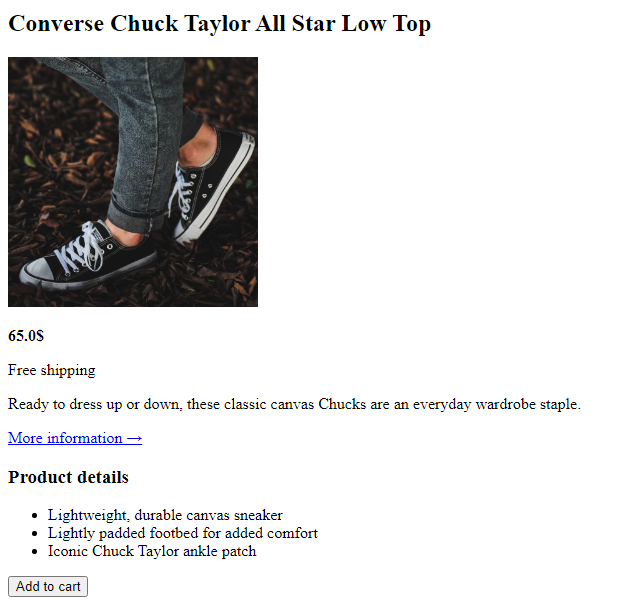 Converse Chuck Taylor All Star Low Top
65.0$
Free shipping
Ready to dress up or down, these classic canvas Chucks are an everyday wardrobe staple.
More information →
Product details
• Lightweight, durable canvas sneaker
• Lightly padded footbed for added comfort
• Iconic Chuck Taylor ankle patch
Add to cart